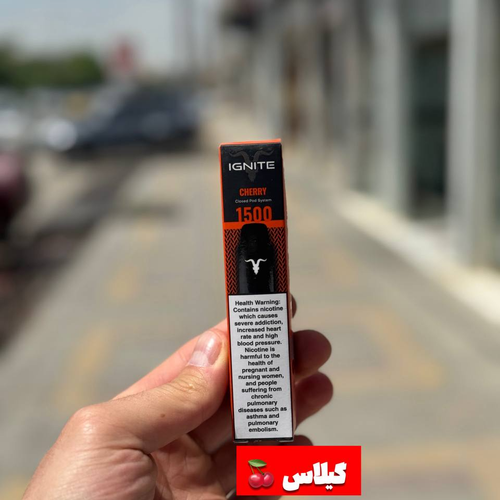 IGNITE
CHERRY
Closed Pod System
1500
Health Warning:
Contains nicotine
which causes
severe addiction,
increased heart
rate and high
blood pressure.
Nicotine is
harmful to the
health of
pregnant and
nursing women,
and people
suffering from
chronic
pulmonary
diseases such as
asthma and
pulmonary
embolism.
گیلاس